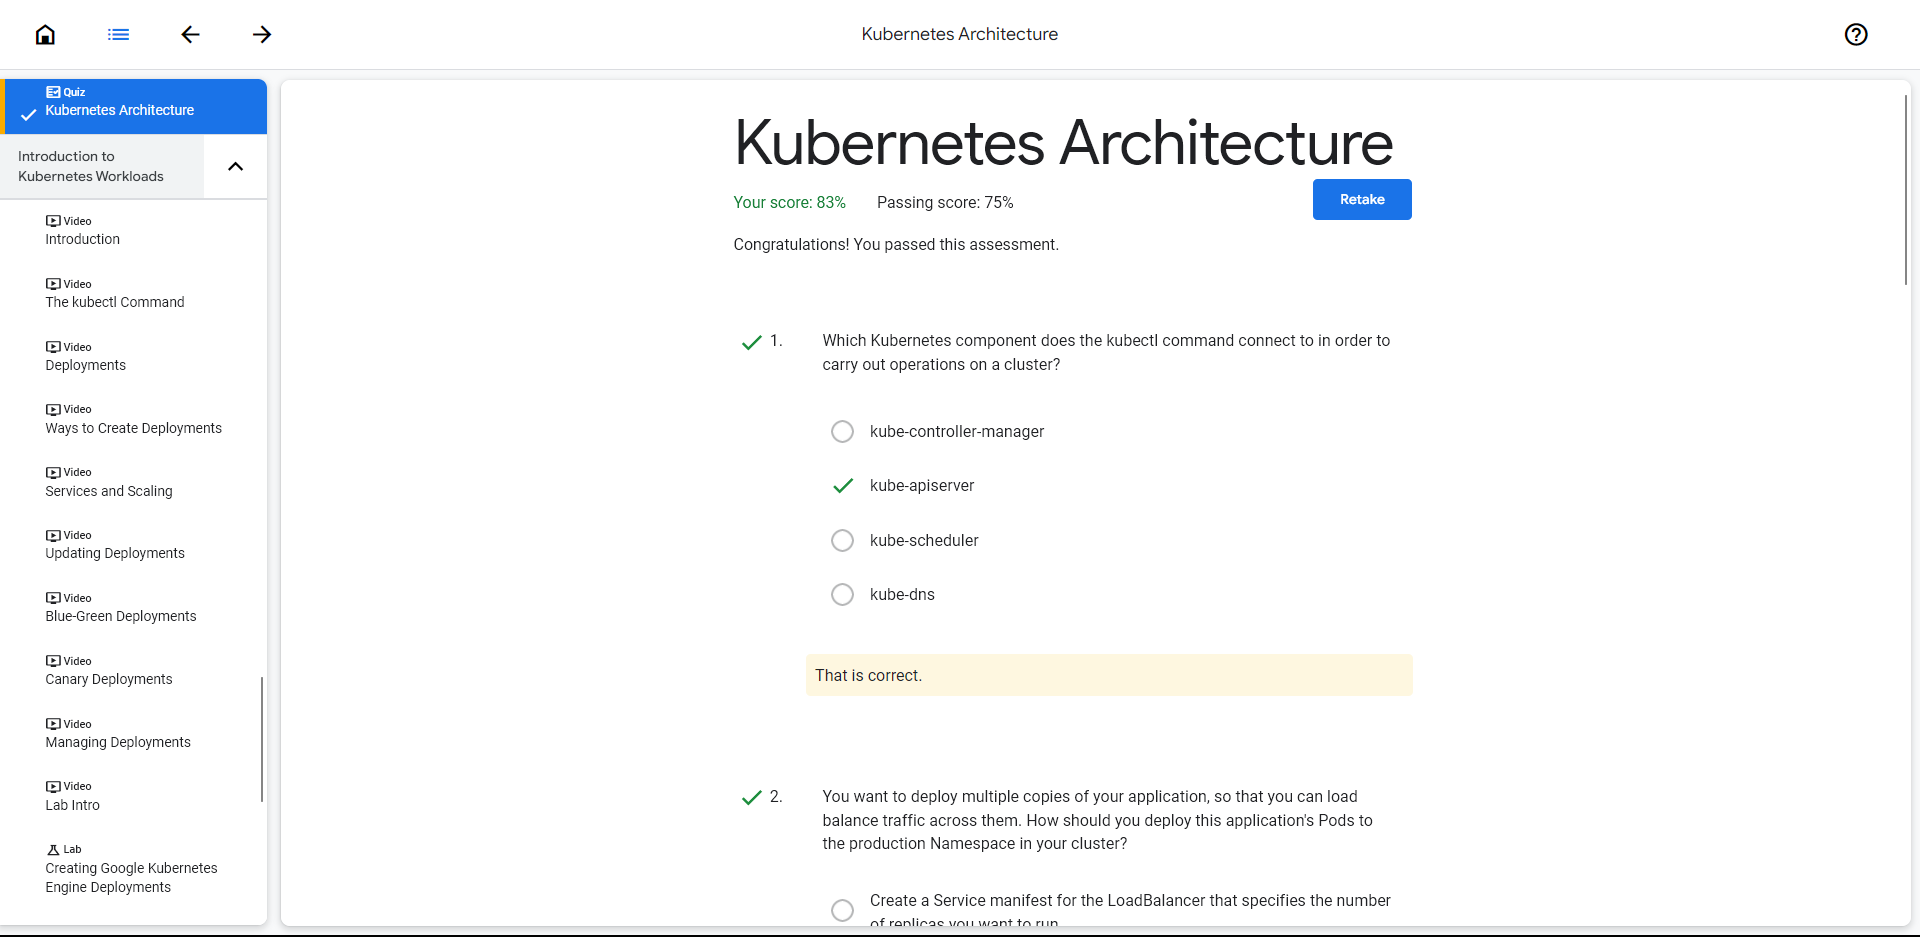 Kubernetes Architecture
Quiz
Kubernetes Architecture
Introduction to
Kubernetes Workloads
Video
Introduction
Video
The kubectl Command
Video
Deployments
Video
Ways to Create Deployments
Video
Services and Scaling
Video
Updating Deployments
Video
Blue-Green Deployments
Video
Canary Deployments
Video
Managing Deployments
Video
Lab Intro
Lab
Creating Google Kubernetes
Engine Deployments
Kubernetes Architecture
Your score: 83% Passing score: 75%
Retake
Congratulations! You passed this assessment.
1. Which Kubernetes component does the kubectl command connect to in order to
carry out operations on a cluster?
kube-controller-manager
kube-apiserver
kube-scheduler
kube-dns
That is correct.
2. You want to deploy multiple copies of your application, so that you can load
balance traffic across them. How should you deploy this application's Pods to
the production Namespace in your cluster?
Create a Service manifest for the LoadBalancer that specifies the number
of replicas you want to run.